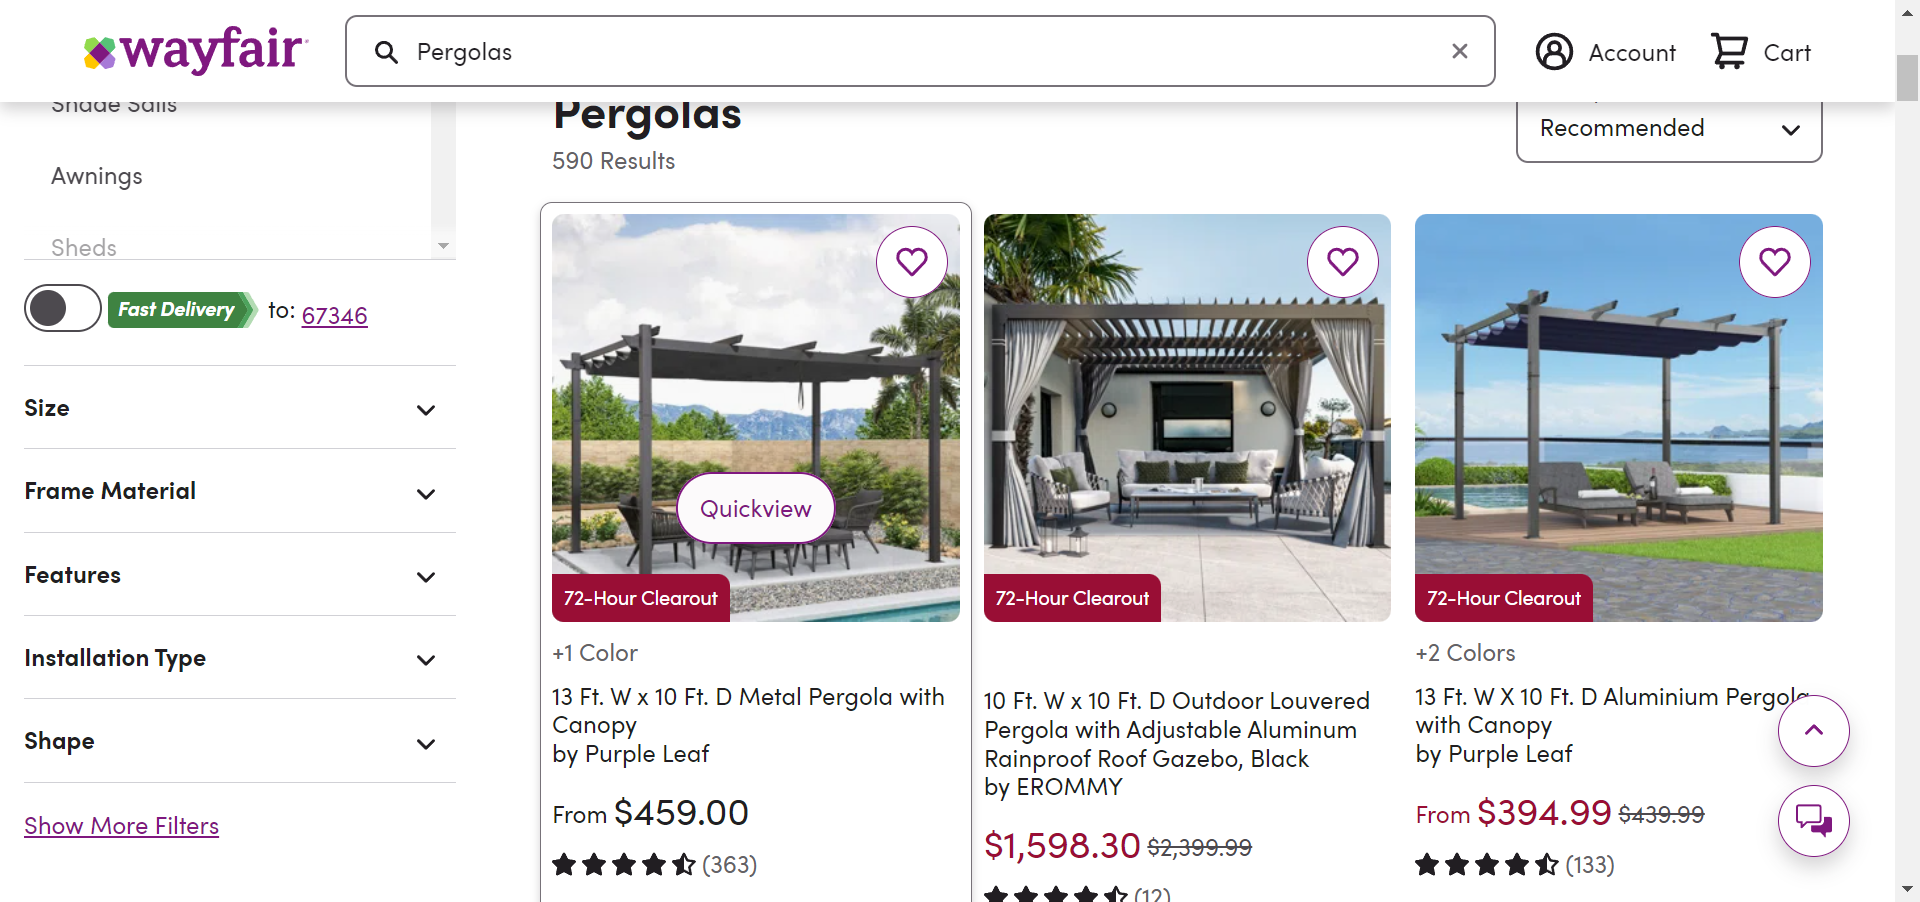 wayfair
Pergolas
Account
Cart
Shade Sails
Awnings
Sheds
Fast Delivery to: 67346
Size
Frame Material
Features
Installation Type
Shape
Show More Filters
Pergolas
590 Results
Recommended
Quickview
72-Hour Clearout
+1 Color
13 Ft. W x 10 Ft. D Metal Pergola with
Canopy
by Purple Leaf
From $459.00
(363)
72-Hour Clearout
10 Ft. W x 10 Ft. D Outdoor Louvered
Pergola with Adjustable Aluminum
Rainproof Roof Gazebo, Black
by EROMMY
$1,598.30 $2,399.99
(12)
72-Hour Clearout
+2 Colors
13 Ft. W X 10 Ft. D Aluminium Pergola
with Canopy
by Purple Leaf
From $394.99 $439.99
(133)